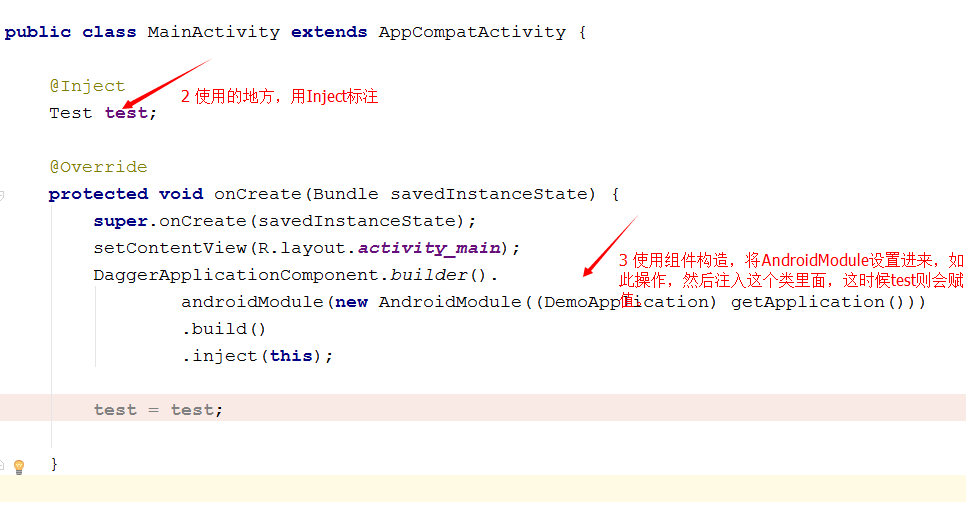 public class MainActivity extends AppCompatActivity {
@Inject
2 使用的地方，用Inject标注
Test test;
@Override
protected void onCreate(Bundle savedInstanceState) {
super.onCreate(savedInstanceState);
setContentView(R.layout.activity_main);
3 使用组件构造，将AndroidModule设置进来，如
此操作，然后注入这个类里面，这时候test则会赋
值。
DaggerApplicationComponent.builder().
androidModule(new AndroidModule((DemoApplication) getApplication()))
.build()
.inject(this);
test = test;
}